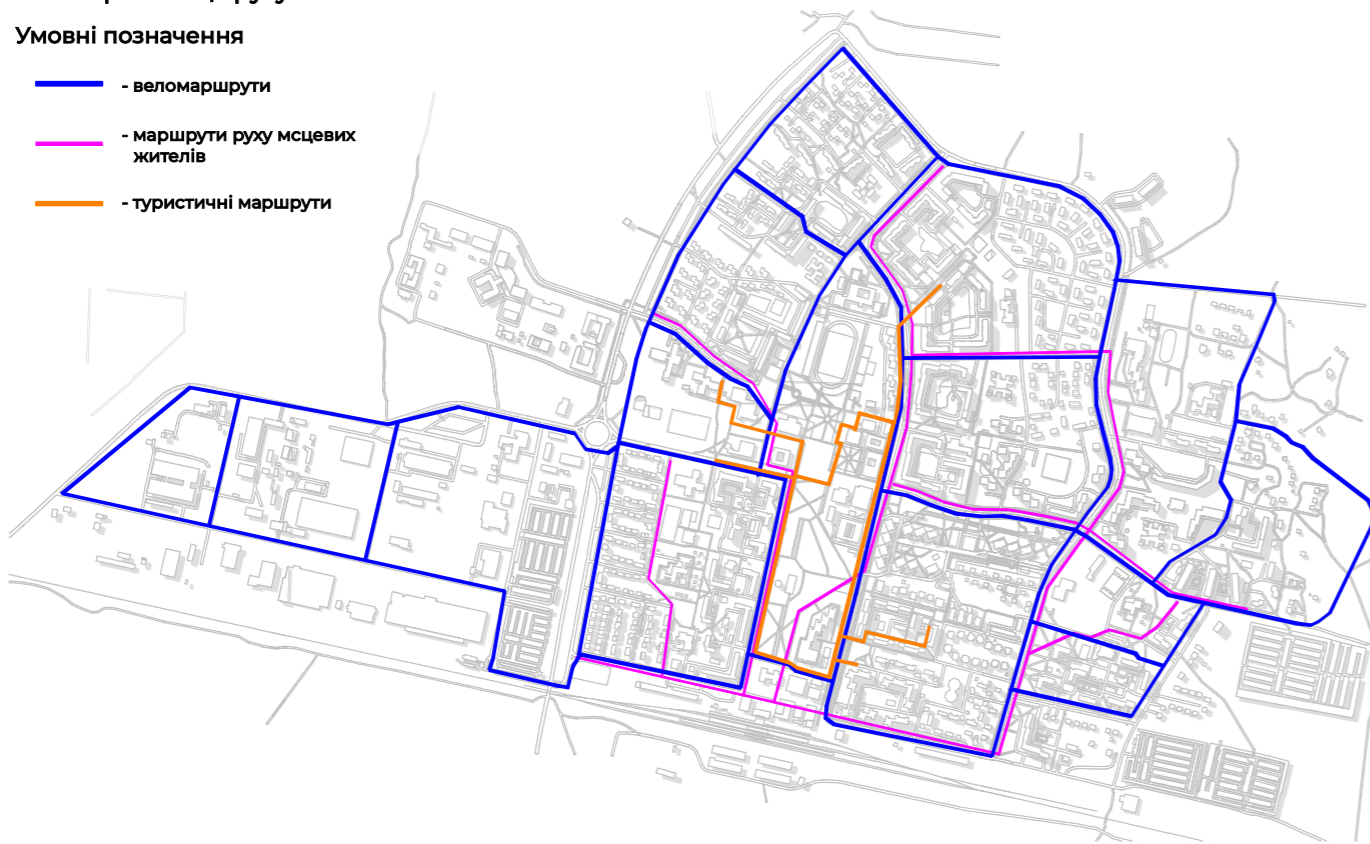 Умовні позначення
- веломаршрути
- маршрути руху мсцевих
жителів
- туристичні маршрути